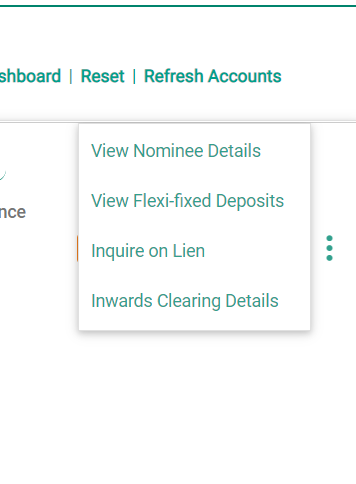 shboard | Reset | Refresh Accounts
View Nominee Details
View Flexi-fixed Deposits
nce
Inquire on Lien
Inwards Clearing Details